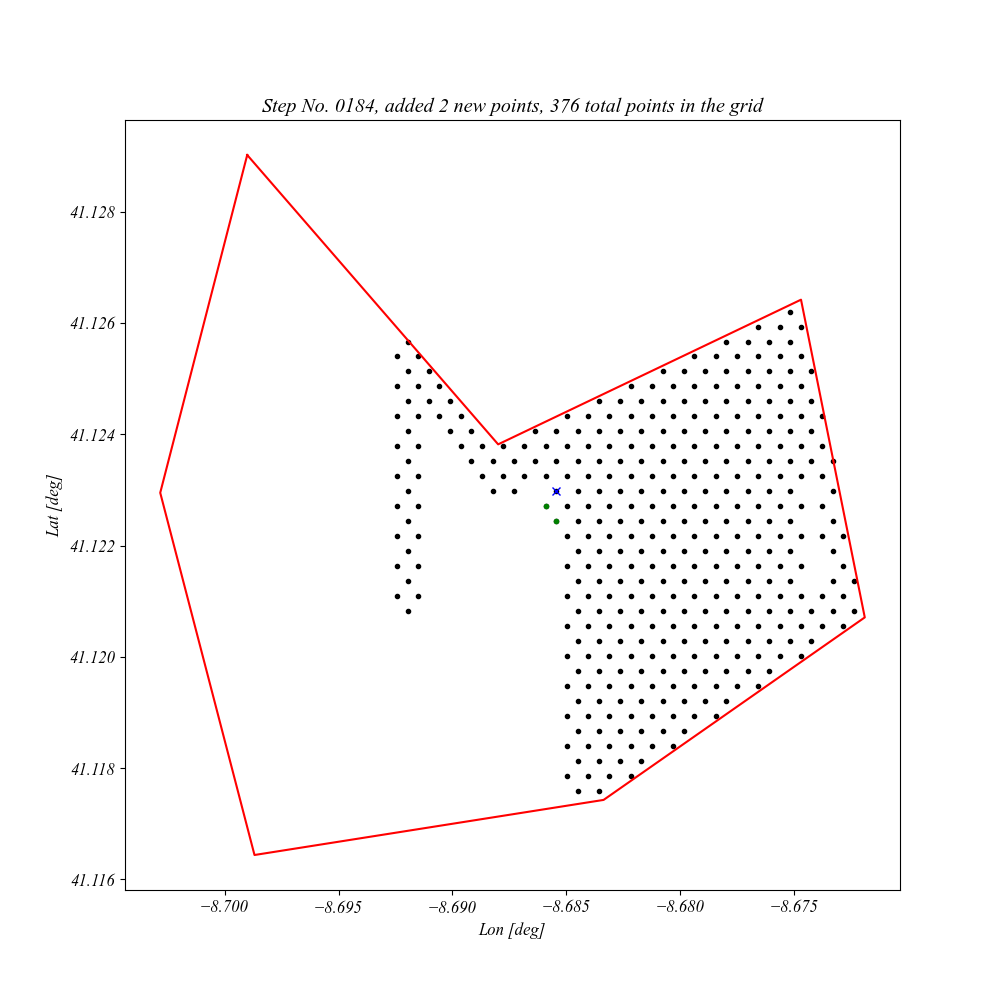 Step No. 0184, added 2 new points, 376 total points in the grid
41.128
41.126
41.124
41.122
41.120
41.118
41.116
Lat [deg]
−8.700 −8.695 −8.690 −8.685 −8.680 −8.675
Lon [deg]